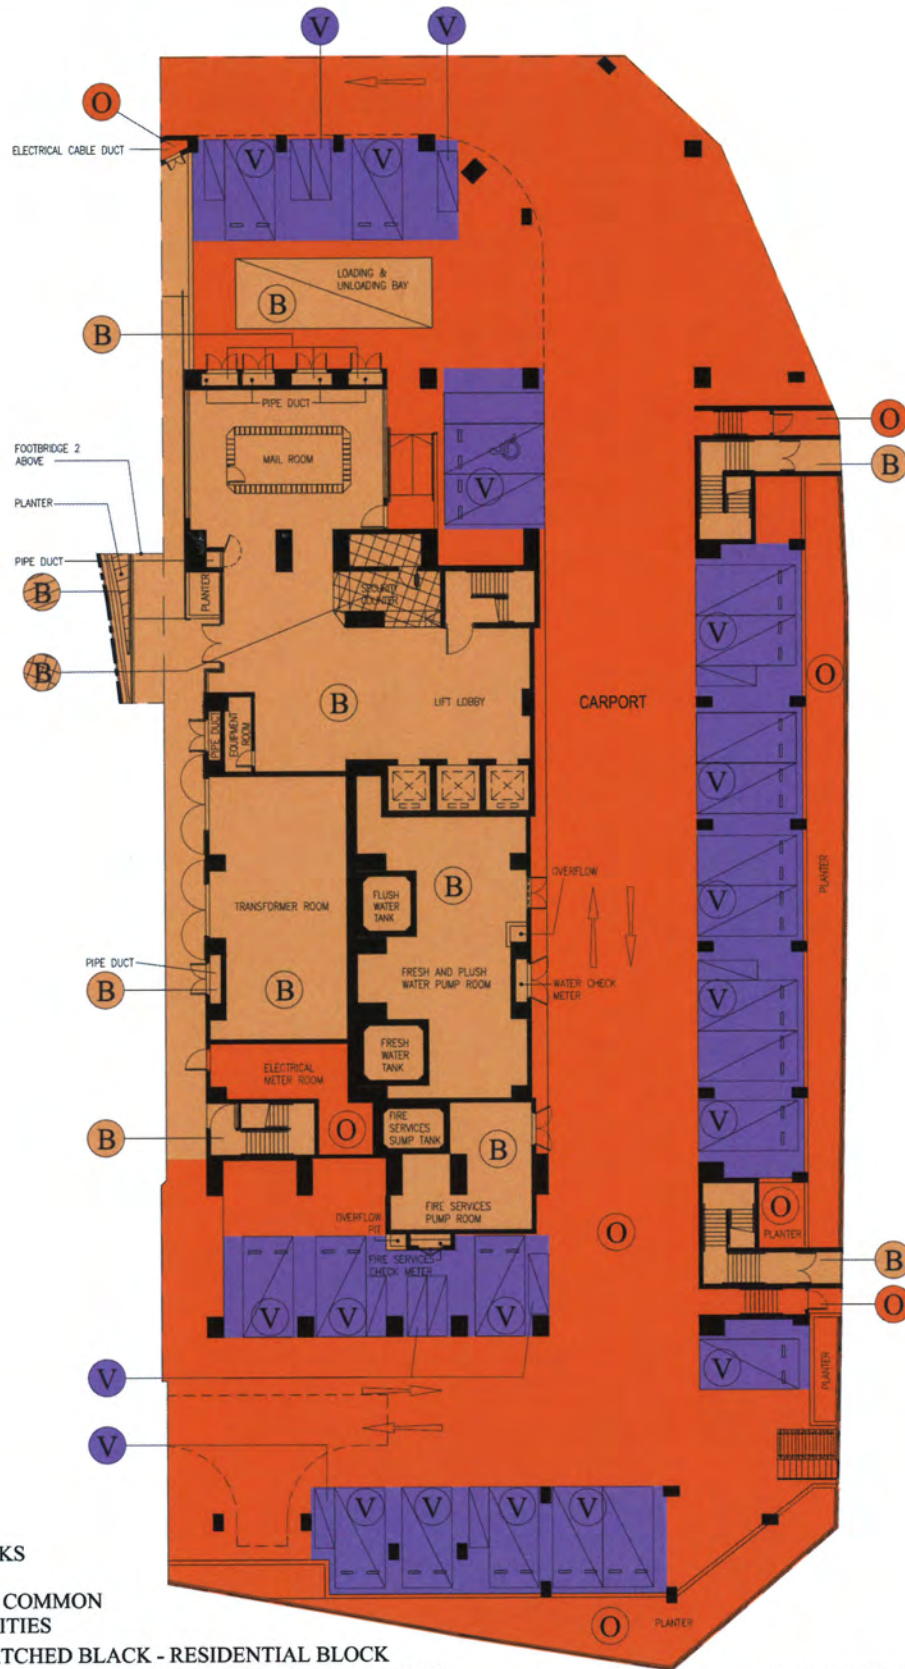 V V
O
ELECTRICAL CABLE DUCT
V V
LOADING &
UNLOADING BAY
B
B
PIPE DUCT
MAIL ROOM
O
B
FOOTBRIDGE 2
ABOVE
PLANTER
V
PIPE DUCT
B
PLANTER
SECURITY
COUNTER
V
B
B
LIFT LOBBY
CARPORT
O
PIPE DUCT
EQUIPMENT
ROOM
V
PLANTER
OVERFLOW
B
FLUSH
WATER
TANK
TRANSFORMER ROOM
V
PIPE DUCT
B
B
FRESH AND PLUSH
WATER PUMP ROOM
WATER CHECK
METER
V
FRESH
WATER
TANK
ELECTRICAL
METER ROOM
B
O
FIRE
SERVICES
SUMP TANK
B
V
FIRE SERVICES
PUMP ROOM
OVERFLOW
PIT
O
O
PLANTER
FIRE SERVICES
CHECK METER
B
O
V V V
V
PLANTER
V
V
V V V V
KS
COMMON
ITIES
O
PLANTER
TCHED BLACK - RESIDENTIAL BLOCK